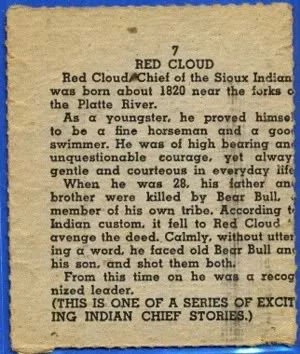 7
RED CLOUD
Red Cloud, Chief of the Sioux Indian
was born about 1820 near the forks o
the Platte River.
As a youngster, he proved himse
to be a fine horseman and a goo
swimmer. He was of high bearing an
unquestionable courage, yet alway
gentle and courteous in everyday life
When he was 28, his father an
brother were killed by Bear Bull,
member of his own tribe. According t
Indian custom, it fell to Red Cloud
avenge the deed. Calmly, without utter
ing a word, he faced old Bear Bull an
his son, and shot them both.
From this time on he was a recog
nized leader.
(THIS IS ONE OF A SERIES OF EXCIT
ING INDIAN CHIEF STORIES.)